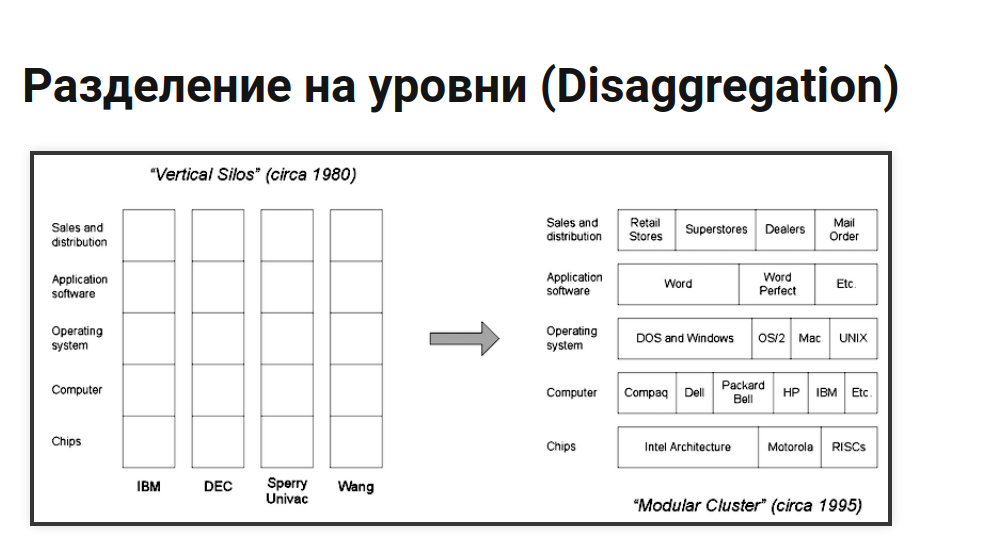 Разделение на уровни (Disaggregation)
“Vertical Silos” (circa 1980)
Sales and
distribution
Application
software
Operating
system
Computer
Chips
IBM
DEC
Sperry
Univac
Wang
Sales and
distribution
Retail
Stores
Superstores
Dealers
Mail
Order
Application
software
Word
Word
Perfect
Etc.
Operating
system
DOS and Windows
OS/2
Mac
UNIX
Computer
Compaq
Dell
Packard
Bell
HP
IBM
Etc.
Chips
Intel Architecture
Motorola
RISCs
“Modular Cluster” (circa 1995)